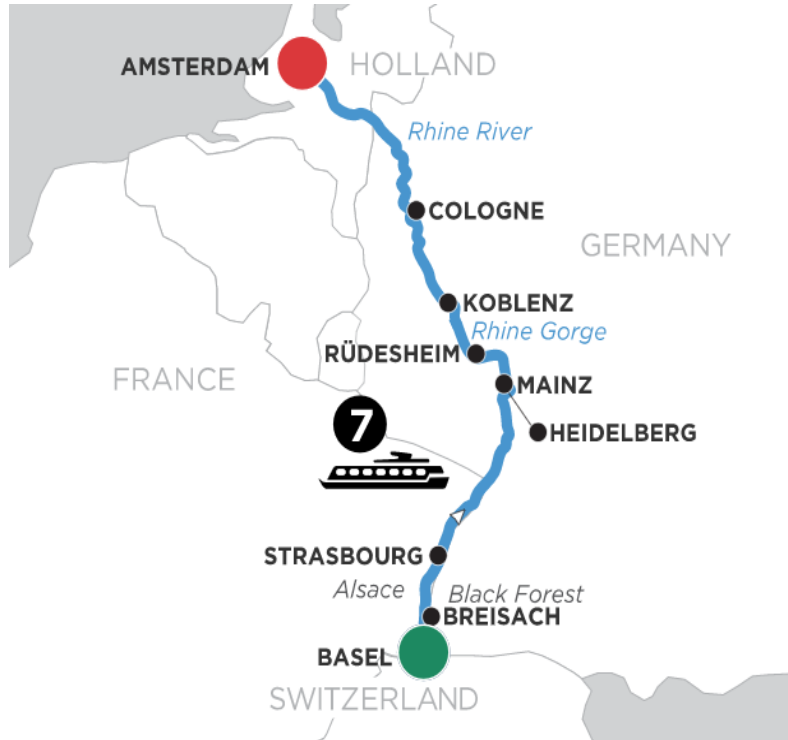 AMSTERDAM
HOLLAND
Rhine River
COLOGNE
GERMANY
KOBLENZ
Rhine Gorge
RÜDESHEIM
FRANCE
MAINZ
7
HEIDELBERG
STRASBOURG
Alsace
Black Forest
BREISACH
BASEL
SWITZERLAND